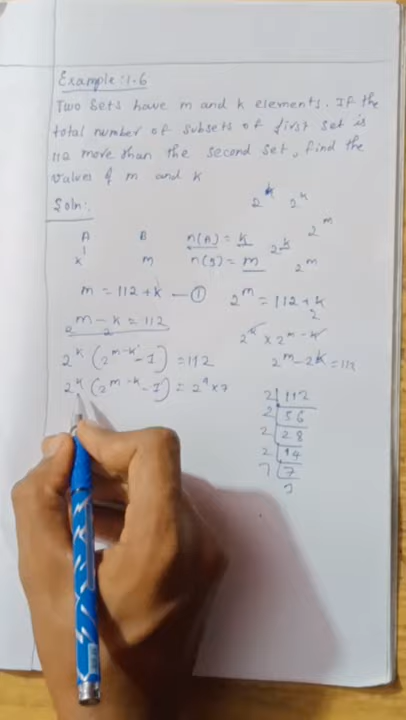 Example:1.6
Two sets have m and k elements. If the
total number of subsets of first set is
112 more than the second set, find the
values of m and k
Soln:
2^k 2^k
2^m
A B n(A) = k 2^k
k m n(B) = m 2^m
m = 112 + k — ① 2^m = 112 + k
2
2^m - 2^k = 112
2^k × 2^m-k
2^k (2^m-k - 1) = 112 2^m - 2^k = 112
2^k (2^m-k - 1) = 2^4 × 7
2 | 112
2 | 56
2 | 28
2 | 14
7 | 7